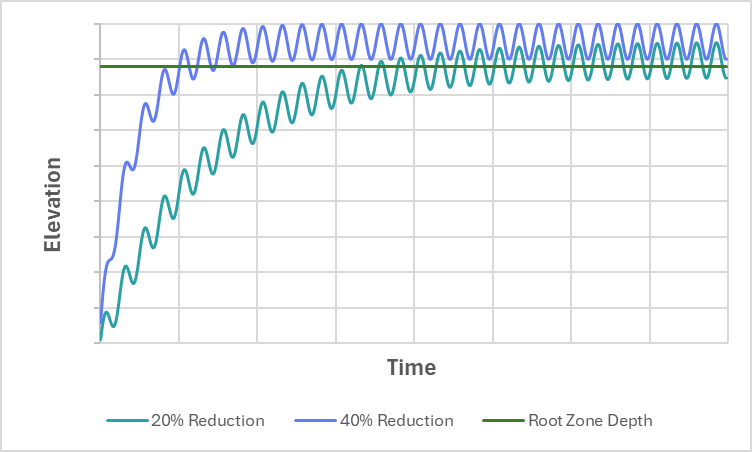 Elevation
Time
20% Reduction
40% Reduction
Root Zone Depth